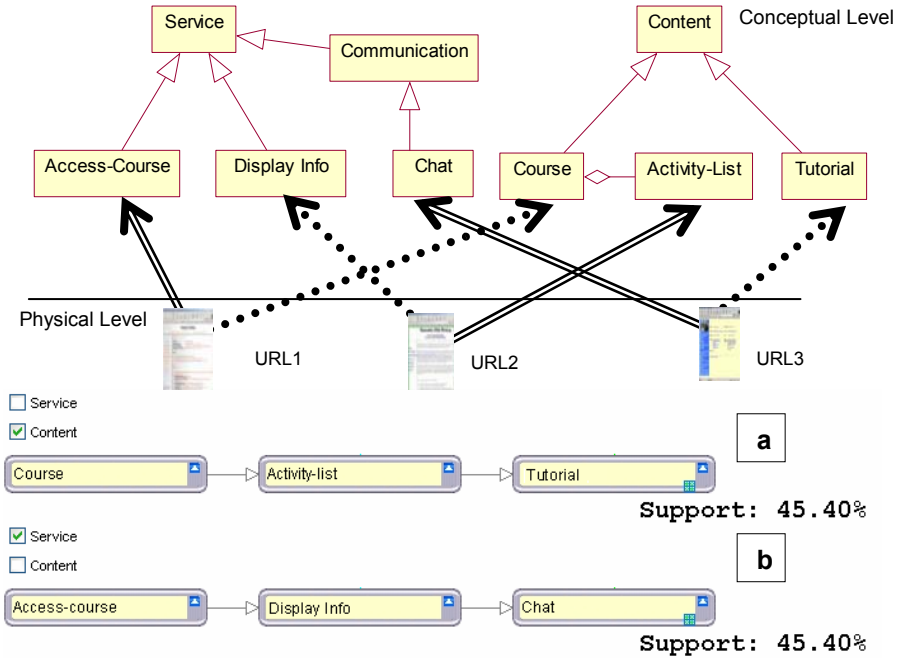 Service
Content
Conceptual Level
Communication
Access-Course
Display Info
Chat
Course
Activity-List
Tutorial
Physical Level
URL1
URL2
URL3
Service
Content
a
Course
Activity-list
Tutorial
Support: 45.40%
Service
Content
b
Access-course
Display Info
Chat
Support: 45.40%